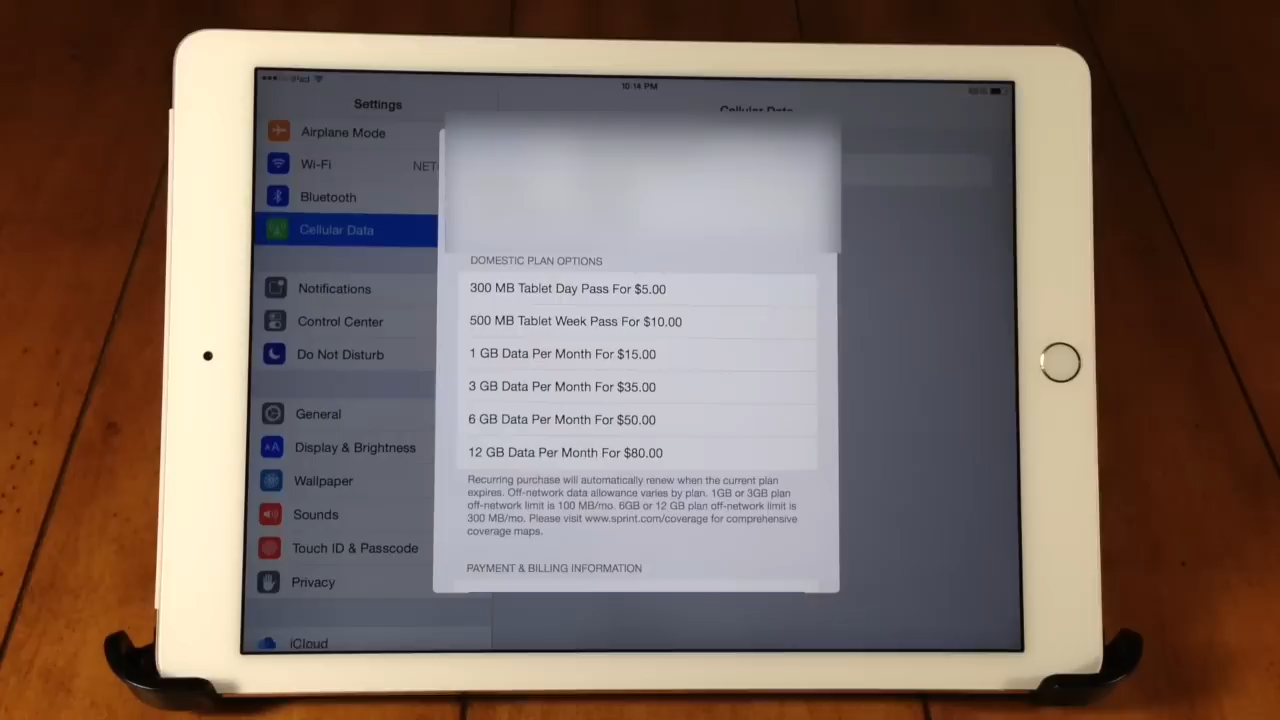 iPad
10:14 PM
Settings
Cellular Data
Airplane Mode
Wi-Fi
Bluetooth
Cellular Data
Notifications
Control Center
Do Not Disturb
General
Display & Brightness
Wallpaper
Sounds
Touch ID & Passcode
Privacy
iCloud
DOMESTIC PLAN OPTIONS
300 MB Tablet Day Pass For $5.00
500 MB Tablet Week Pass For $10.00
1 GB Data Per Month For $15.00
3 GB Data Per Month For $35.00
6 GB Data Per Month For $50.00
12 GB Data Per Month For $80.00
Recurring purchase will automatically renew when the current plan
expires. Off-network data allowance varies by plan. 1GB or 3GB plan
off-network limit is 100 MB/mo. 6GB or 12 GB plan off-network limit is
300 MB/mo. Please visit www.sprint.com/coverage for comprehensive
coverage maps.
PAYMENT & BILLING INFORMATION